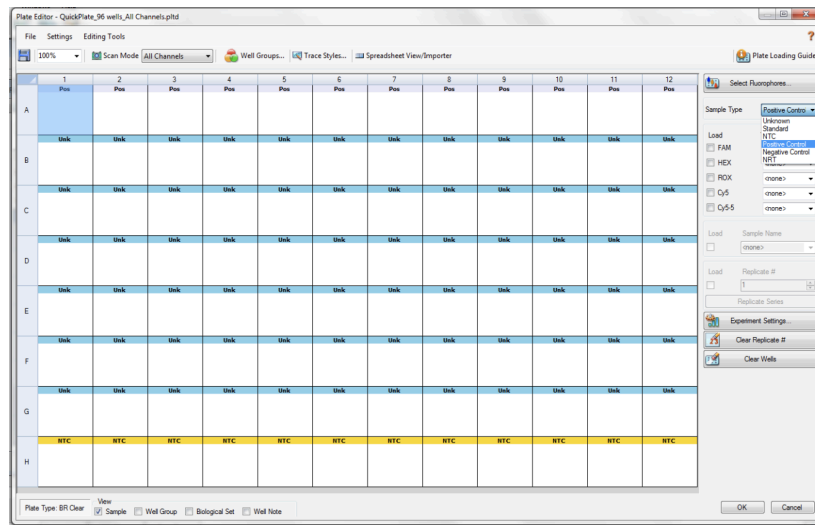 Plate Editor - QuickPlate_96 wells_All Channels.pltd
File Settings Editing Tools ?
100% Scan Mode All Channels Well Groups... Trace Styles... Spreadsheet View/Importer Plate Loading Guide
1 2 3 4 5 6 7 8 9 10 11 12
Pos Pos Pos Pos Pos Pos Pos Pos Pos Pos Pos Pos
A
Unk Unk Unk Unk Unk Unk Unk Unk Unk Unk Unk Unk
B
Unk Unk Unk Unk Unk Unk Unk Unk Unk Unk Unk Unk
C
Unk Unk Unk Unk Unk Unk Unk Unk Unk Unk Unk Unk
D
Unk Unk Unk Unk Unk Unk Unk Unk Unk Unk Unk Unk
E
Unk Unk Unk Unk Unk Unk Unk Unk Unk Unk Unk Unk
F
Unk Unk Unk Unk Unk Unk Unk Unk Unk Unk Unk Unk
G
NTC NTC NTC NTC NTC NTC NTC NTC NTC NTC NTC NTC
H
Select Fluorophores...
Sample Type Positive Contro
Unknown
Standard
NTC
Positive Control
Negative Control
NRT
Load
FAM
HEX
ROX <none>
Cy5 <none>
Cy5-5 <none>
Load Sample Name
<none>
Load Replicate #
1
Replicate Series
Experiment Settings...
Clear Replicate #
Clear Wells
Plate Type: BR Clear View
Sample Well Group Biological Set Well Note
OK Cancel